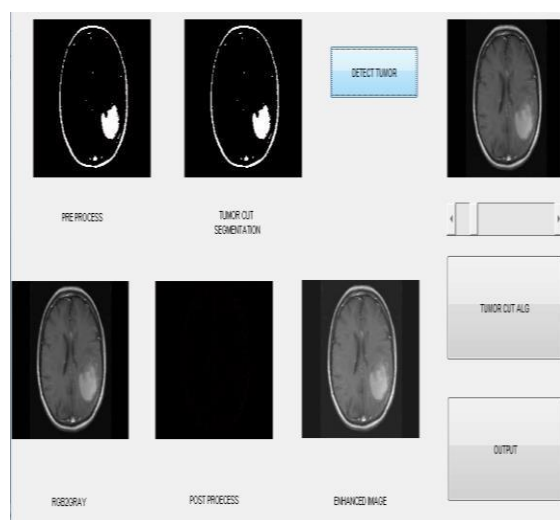 DETECT TUMOR
PRE PROCESS
TUMOR CUT
SEGMENTATION
TUMOR CUT ALG
OUTPUT
RGB2GRAY
POST PROECESS
ENHANCED IMAGE